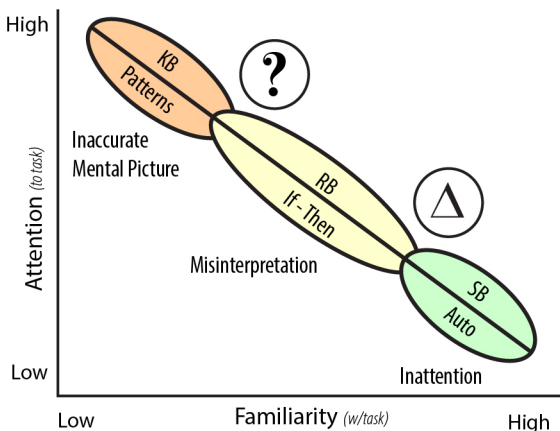 High
KB
Patterns
?
Inaccurate
Mental Picture
RB
If - Then
Δ
Misinterpretation
SB
Auto
Inattention
Attention (to task)
Low
Low
Familiarity (w/task)
High